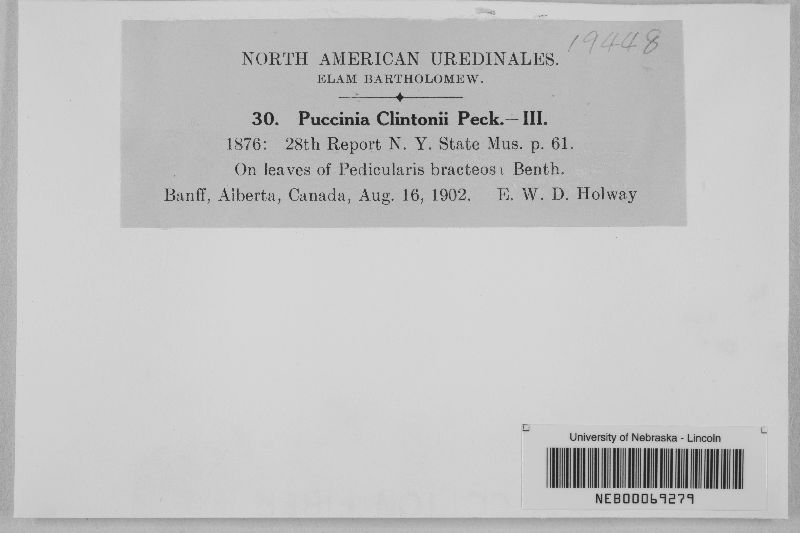 19448
NORTH AMERICAN UREDINALES.
ELAM BARTHOLOMEW.
30. Puccinia Clintonii Peck.—III.
1876: 28th Report N. Y. State Mus. p. 61.
On leaves of Pedicularis bracteosa Benth.
Banff, Alberta, Canada, Aug. 16, 1902. E. W. D. Holway
University of Nebraska - Lincoln
NEB00069279